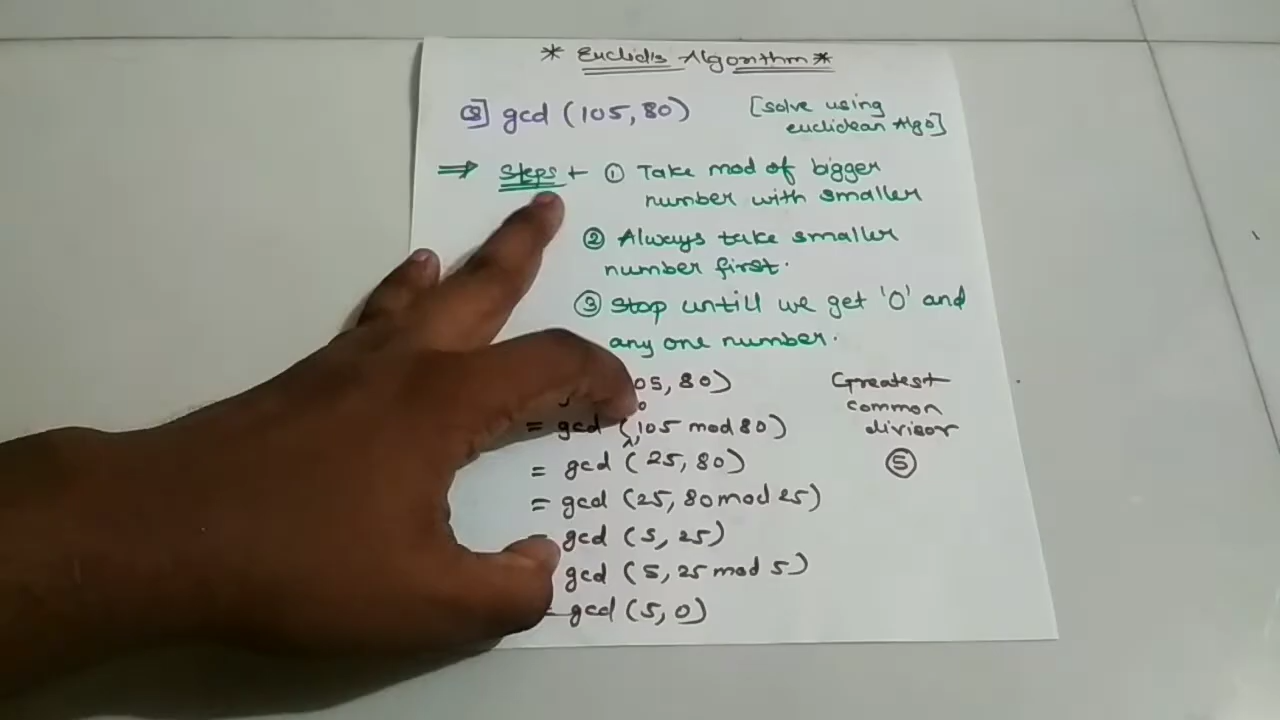 * Euclid's Algorithm *
Q] gcd (105, 80) [solve using
euclidean Algo]
⇒ Steps ① Take mod of bigger
number with smaller
② Always take smaller
number first.
③ Stop untill we get '0' and
any one number.
05, 80)
= gcd (105 mod 80)
= gcd (25, 80)
= gcd (25, 80 mod 25)
gcd (5, 25)
gcd (5, 25 mod 5)
= gcd (5, 0)
Greatest
common
divisor
⑤